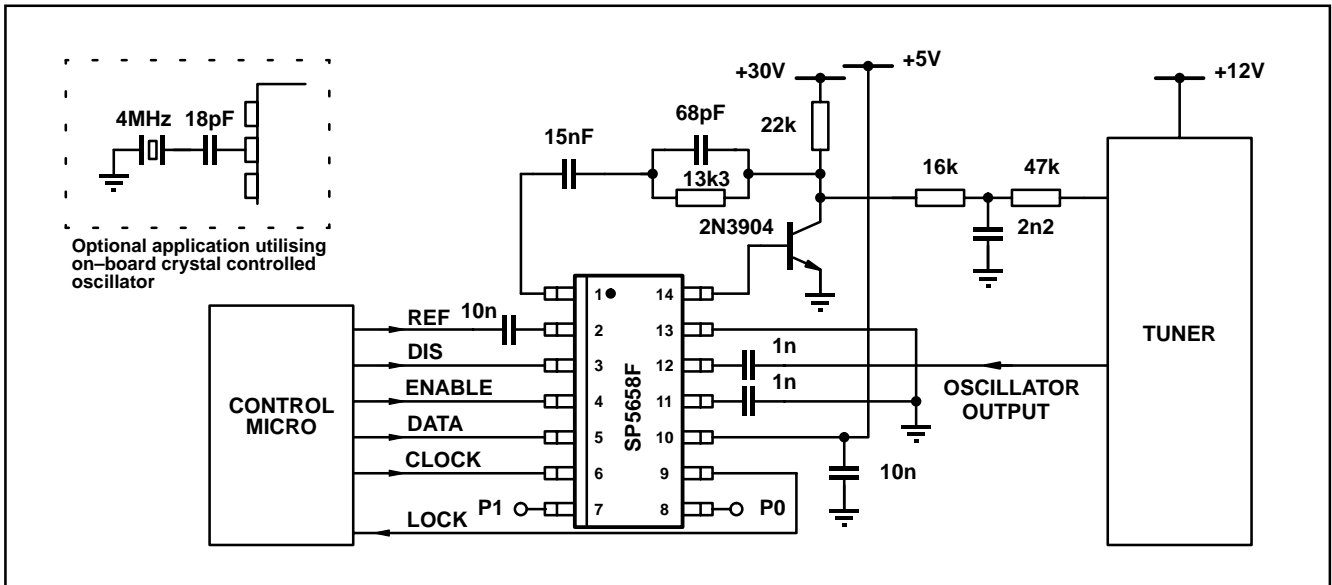 +30V
+5V
+12V
4MHz
18pF
68pF
22k
15nF
13k3
16k
47k
2N3904
2n2
Optional application utilising
on–board crystal controlled
oscillator
CONTROL
MICRO
REF
10n
DIS
ENABLE
DATA
CLOCK
P1
LOCK
SP5658F
1
2
3
4
5
6
7
14
13
12
11
10
9
8
1n
1n
P0
10n
OSCILLATOR
OUTPUT
TUNER